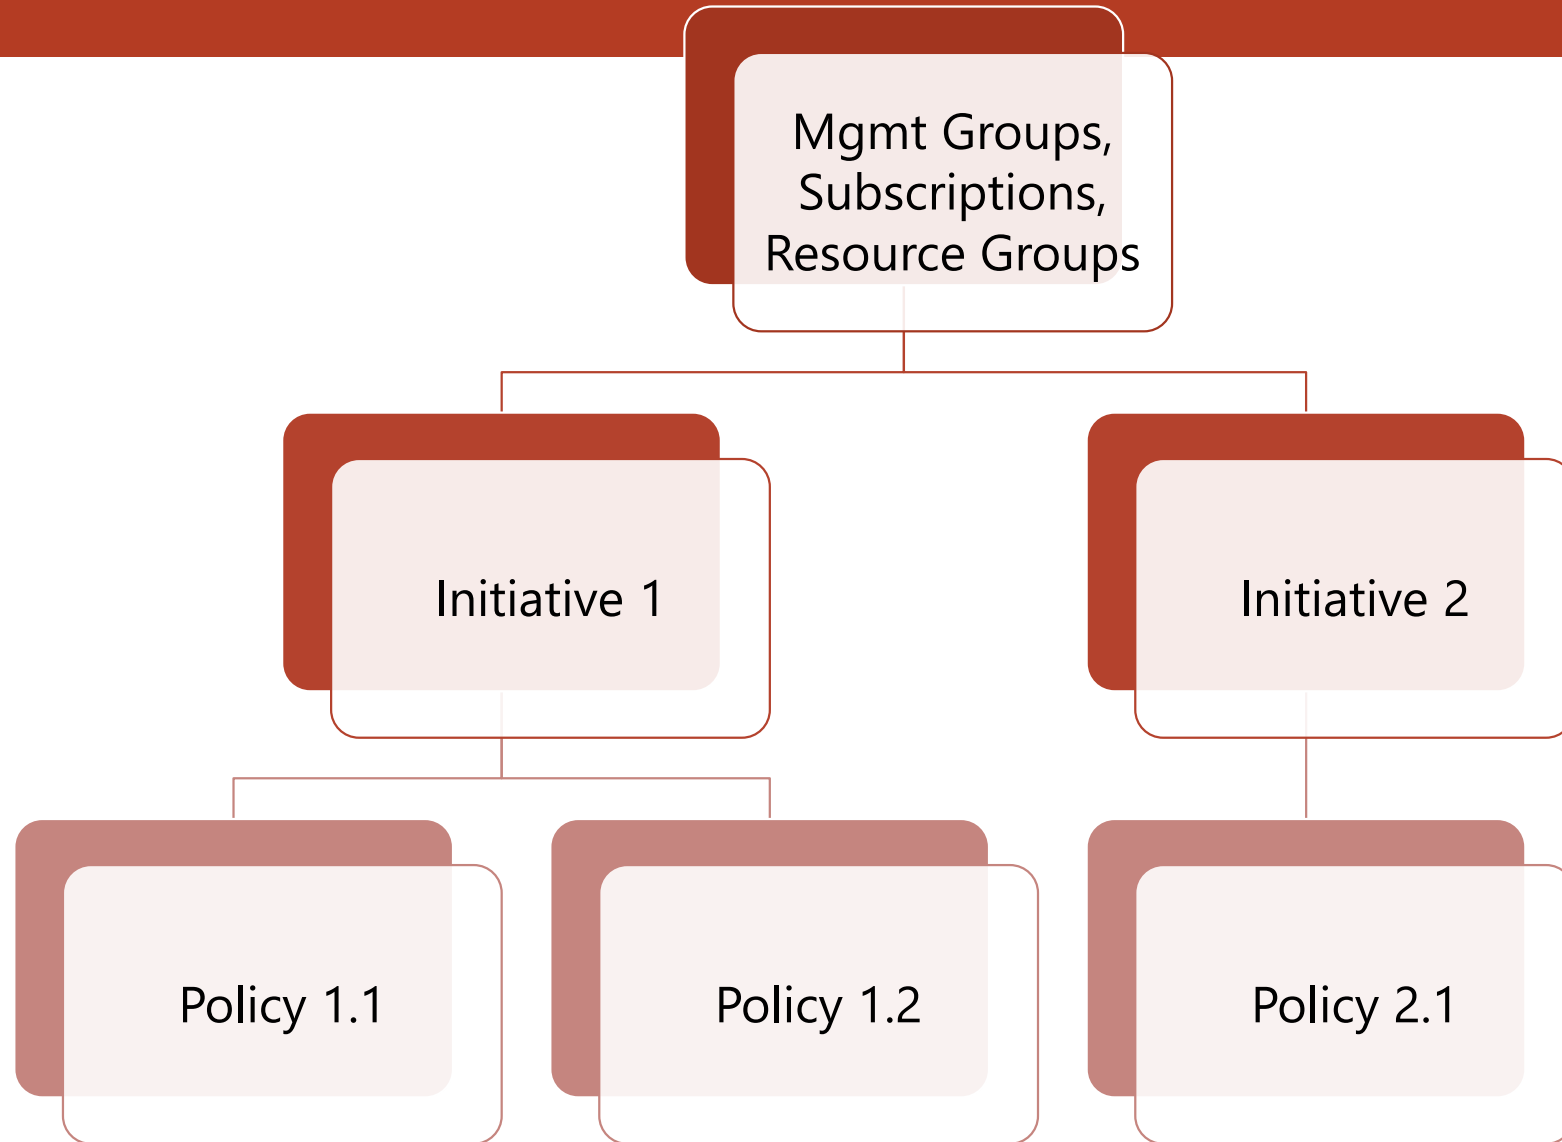 Mgmt Groups,
Subscriptions,
Resource Groups
Initiative 1
Initiative 2
Policy 1.1
Policy 1.2
Policy 2.1